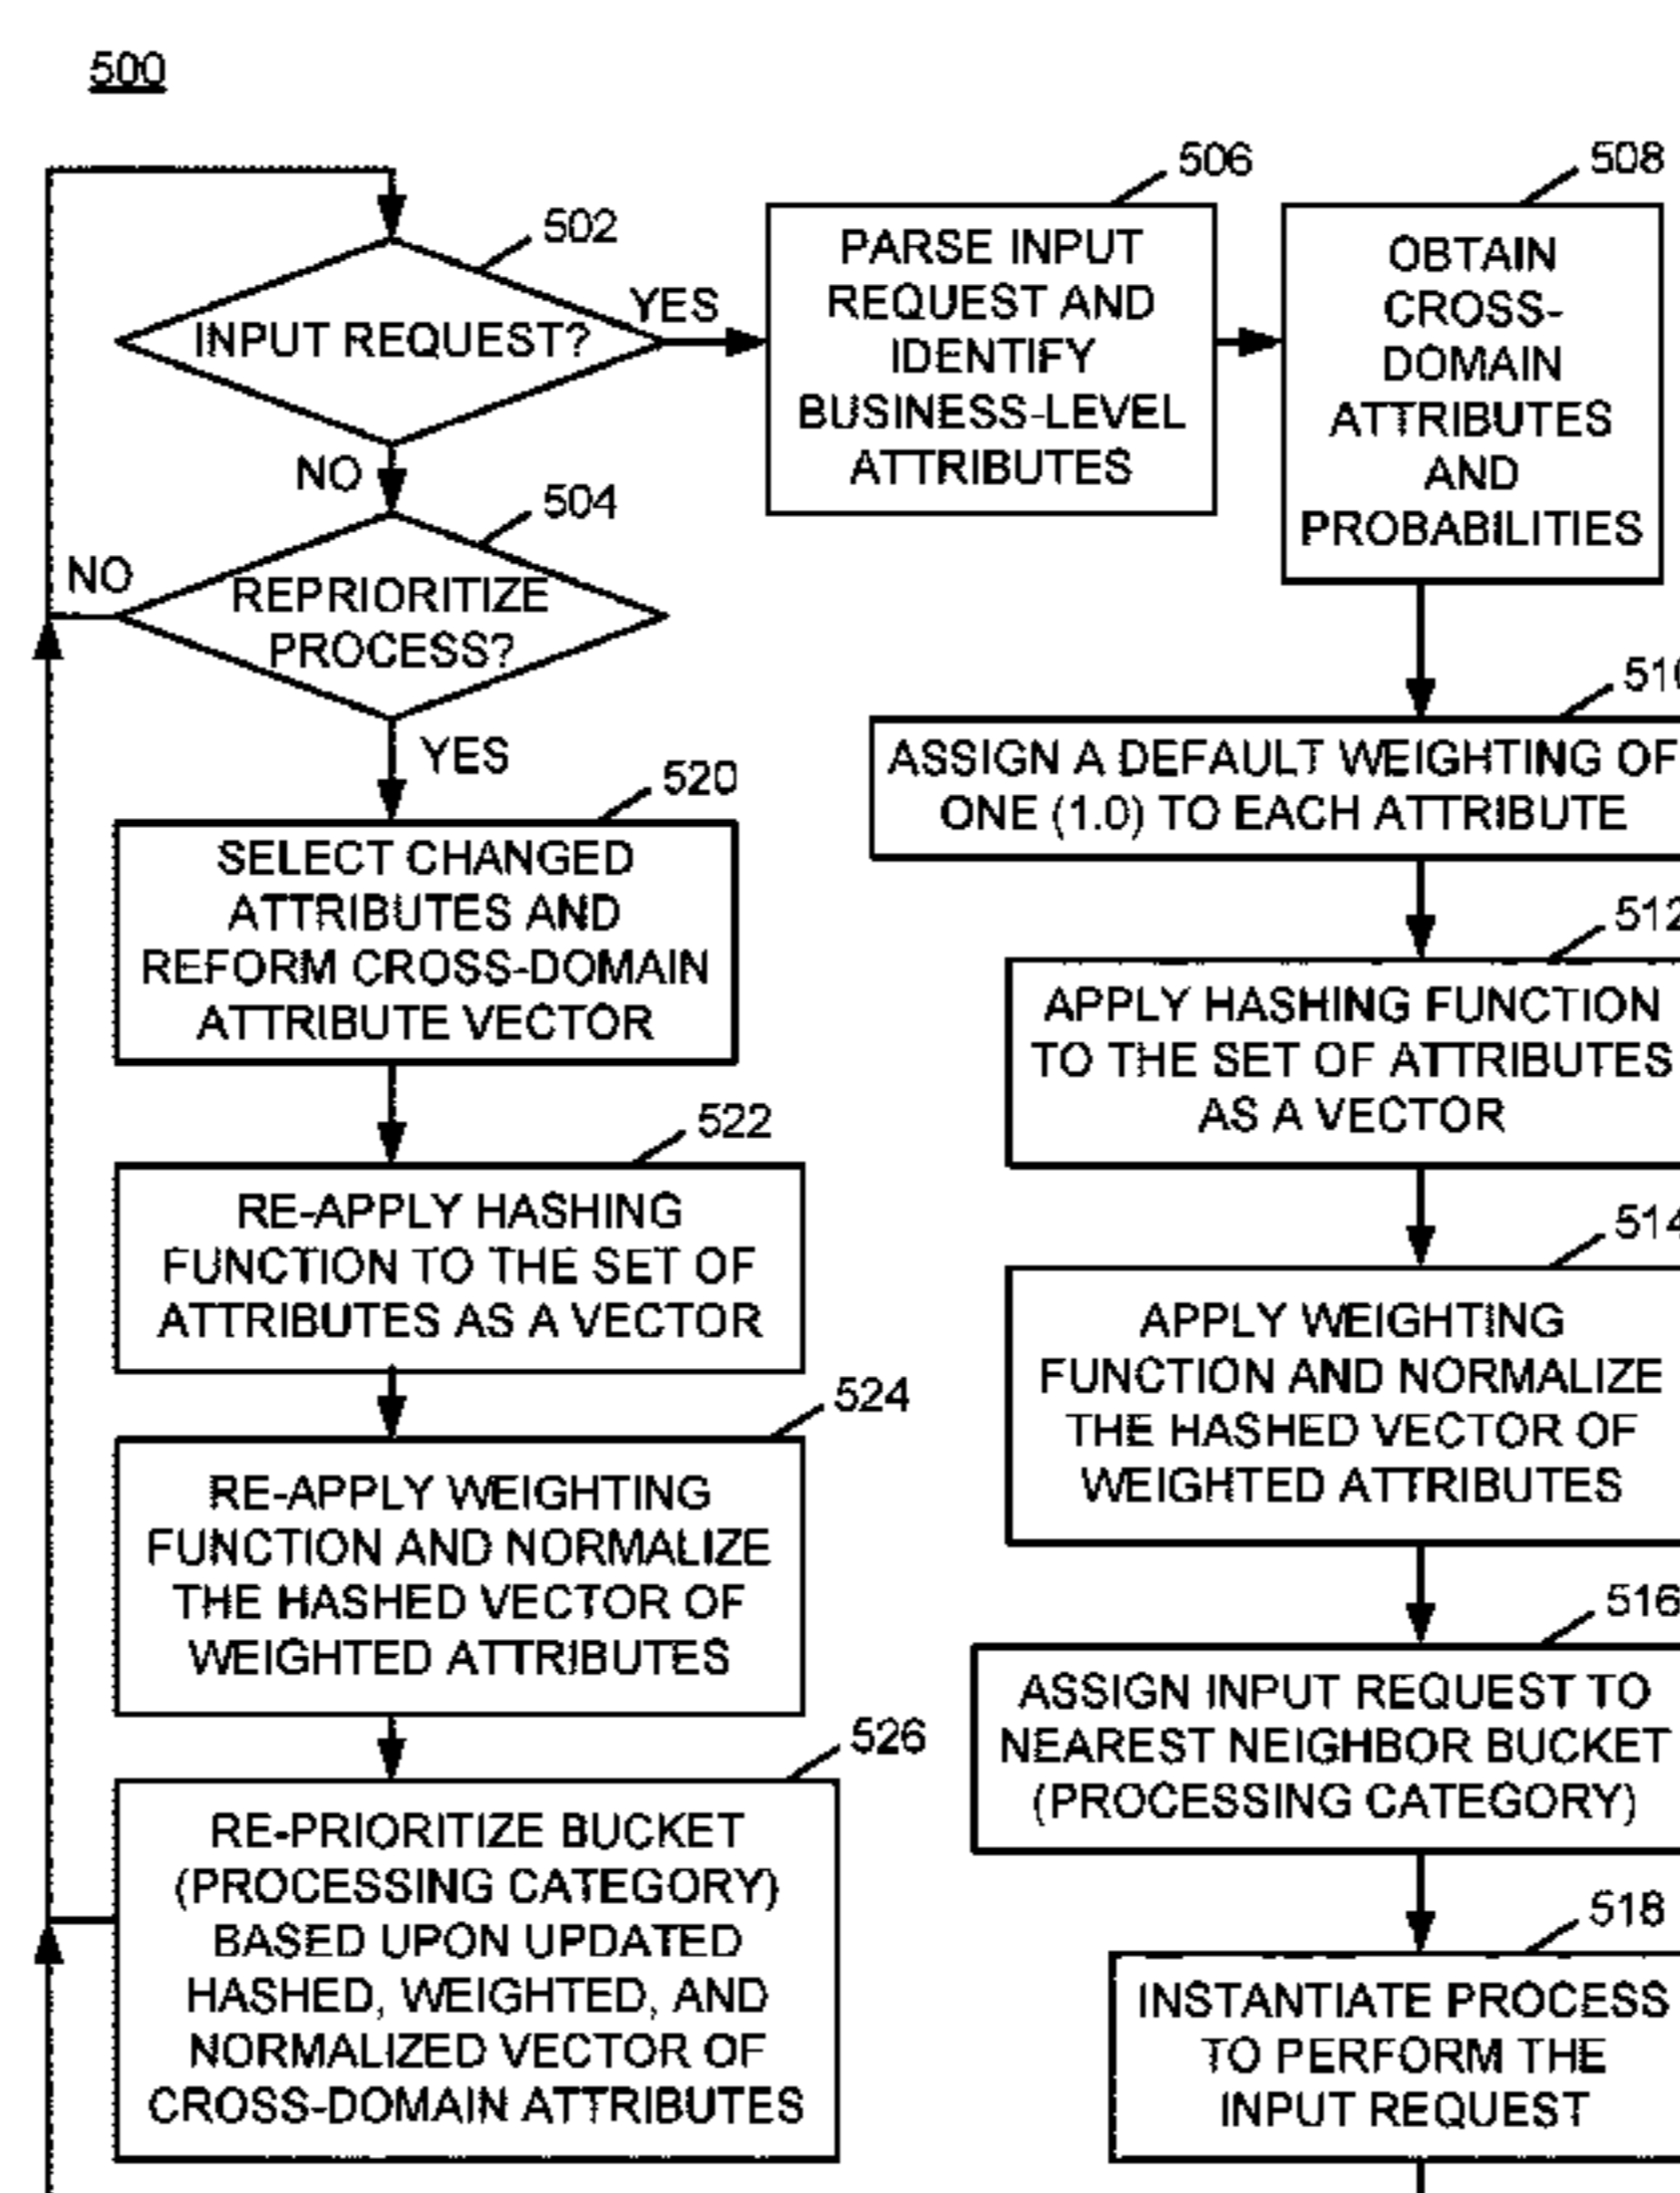 500
502
INPUT REQUEST?
YES
NO
504
REPRIORITIZE
PROCESS?
NO
YES
506
PARSE INPUT
REQUEST AND
IDENTIFY
BUSINESS-LEVEL
ATTRIBUTES
508
OBTAIN
CROSS-
DOMAIN
ATTRIBUTES
AND
PROBABILITIES
510
ASSIGN A DEFAULT WEIGHTING OF
ONE (1.0) TO EACH ATTRIBUTE
512
APPLY HASHING FUNCTION
TO THE SET OF ATTRIBUTES
AS A VECTOR
514
APPLY WEIGHTING
FUNCTION AND NORMALIZE
THE HASHED VECTOR OF
WEIGHTED ATTRIBUTES
516
ASSIGN INPUT REQUEST TO
NEAREST NEIGHBOR BUCKET
(PROCESSING CATEGORY)
518
INSTANTIATE PROCESS
TO PERFORM THE
INPUT REQUEST
520
SELECT CHANGED
ATTRIBUTES AND
REFORM CROSS-DOMAIN
ATTRIBUTE VECTOR
522
RE-APPLY HASHING
FUNCTION TO THE SET OF
ATTRIBUTES AS A VECTOR
524
RE-APPLY WEIGHTING
FUNCTION AND NORMALIZE
THE HASHED VECTOR OF
WEIGHTED ATTRIBUTES
526
RE-PRIORITIZE BUCKET
(PROCESSING CATEGORY)
BASED UPON UPDATED
HASHED, WEIGHTED, AND
NORMALIZED VECTOR OF
CROSS-DOMAIN ATTRIBUTES